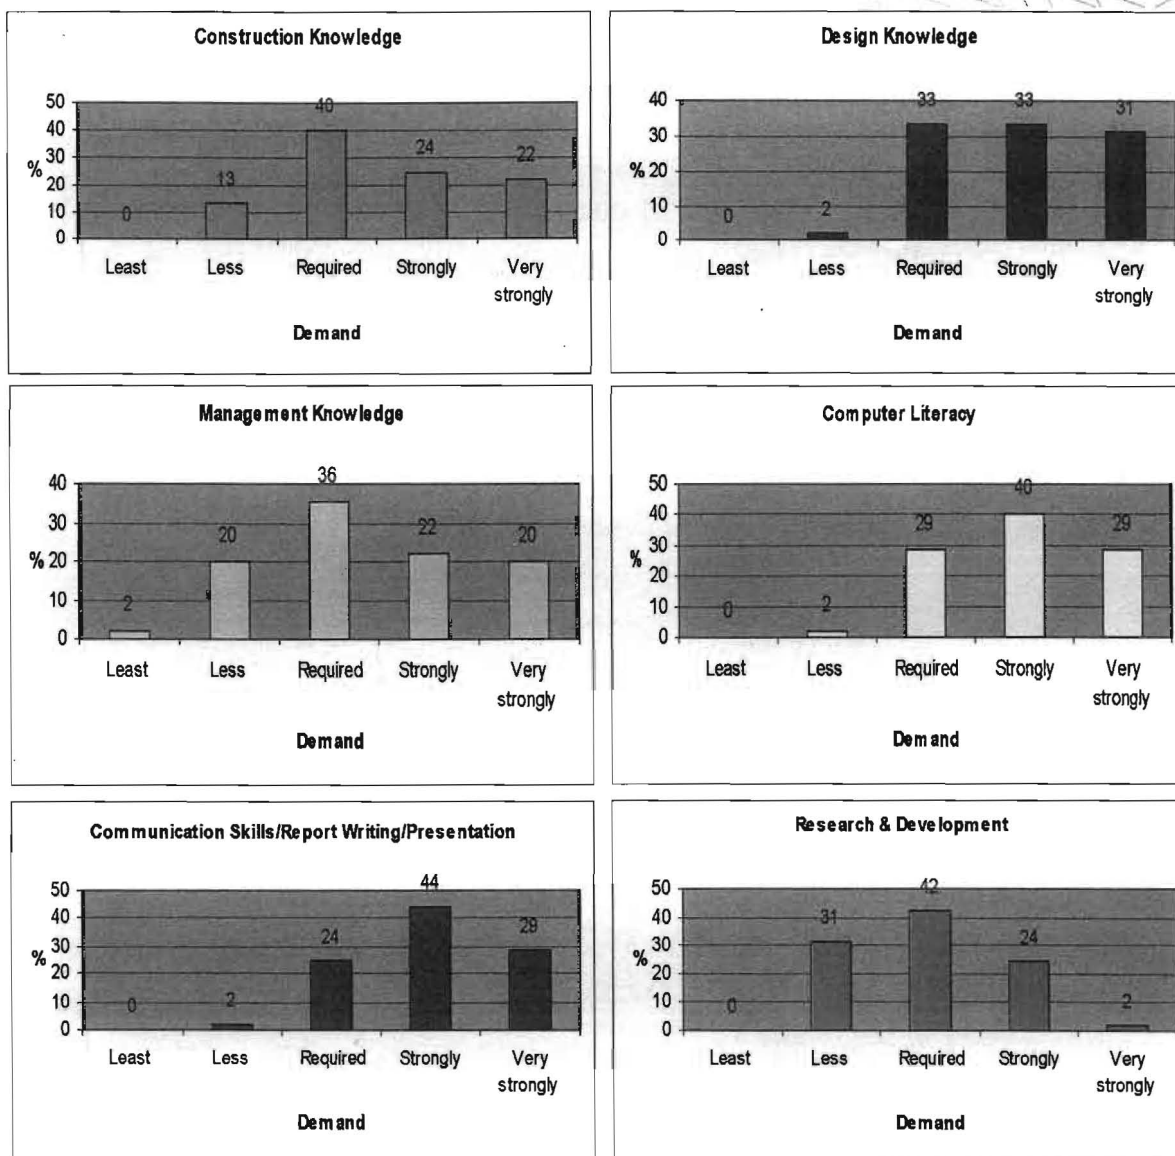 Construction Knowledge
50
40
30
20
10
0
%
0
13
40
24
22
Least
Less
Required
Strongly
Very strongly
Demand
Design Knowledge
40
30
20
10
0
%
0
2
33
33
31
Least
Less
Required
Strongly
Very strongly
Demand
Management Knowledge
40
30
20
10
0
%
2
20
36
22
20
Least
Less
Required
Strongly
Very strongly
Demand
Computer Literacy
50
40
30
20
10
0
%
0
2
29
40
29
Least
Less
Required
Strongly
Very strongly
Demand
Communication Skills/Report Writing/Presentation
50
40
30
20
10
0
%
0
2
24
44
29
Least
Less
Required
Strongly
Very strongly
Demand
Research & Development
50
40
30
20
10
0
%
0
31
42
24
2
Least
Less
Required
Strongly
Very strongly
Demand